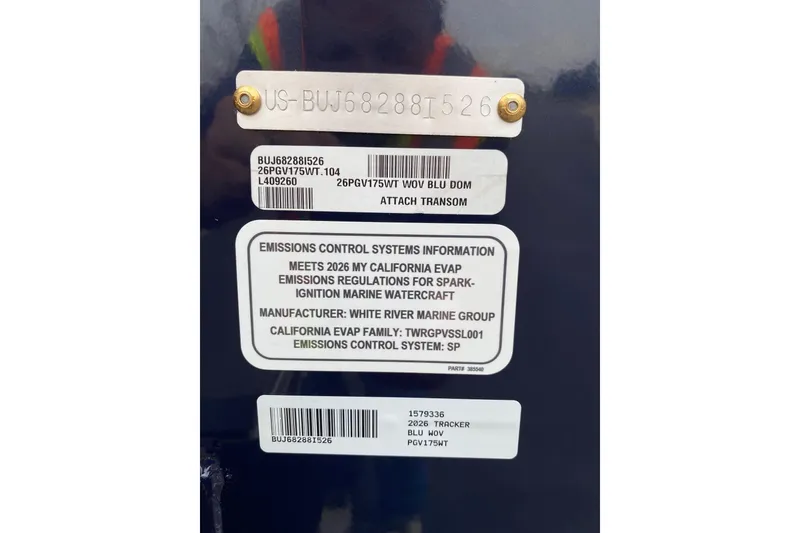 US-BUJ68288I526
BUJ68288I526
26PGV175WT.104
L409260
26PGV175WT WOV BLU DOM
ATTACH TRANSOM
EMISSIONS CONTROL SYSTEMS INFORMATION
MEETS 2026 MY CALIFORNIA EVAP
EMISSIONS REGULATIONS FOR SPARK-
IGNITION MARINE WATERCRAFT
MANUFACTURER: WHITE RIVER MARINE GROUP
CALIFORNIA EVAP FAMILY: TWRGPVSSL001
EMISSIONS CONTROL SYSTEM: SP
PART# 385548
BUJ68288I526
1579336
2026 TRACKER
BLU WOV
PGV175WT